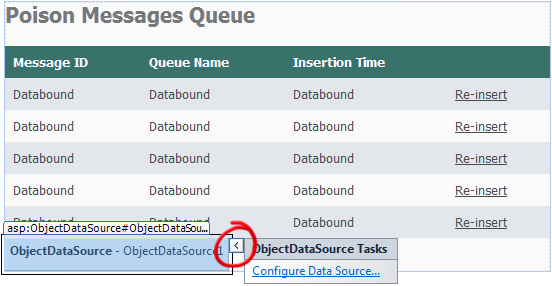 Poison Messages Queue
Message ID Queue Name Insertion Time
Databound Databound Databound Re-insert
Databound Databound Databound Re-insert
Databound Databound Databound Re-insert
Databound Databound Databound Re-insert
Databound Databound Databound Re-insert
asp:ObjectDataSource#ObjectDataSou...
ObjectDataSource - ObjectDataSource1 < ObjectDataSource Tasks
Configure Data Source...